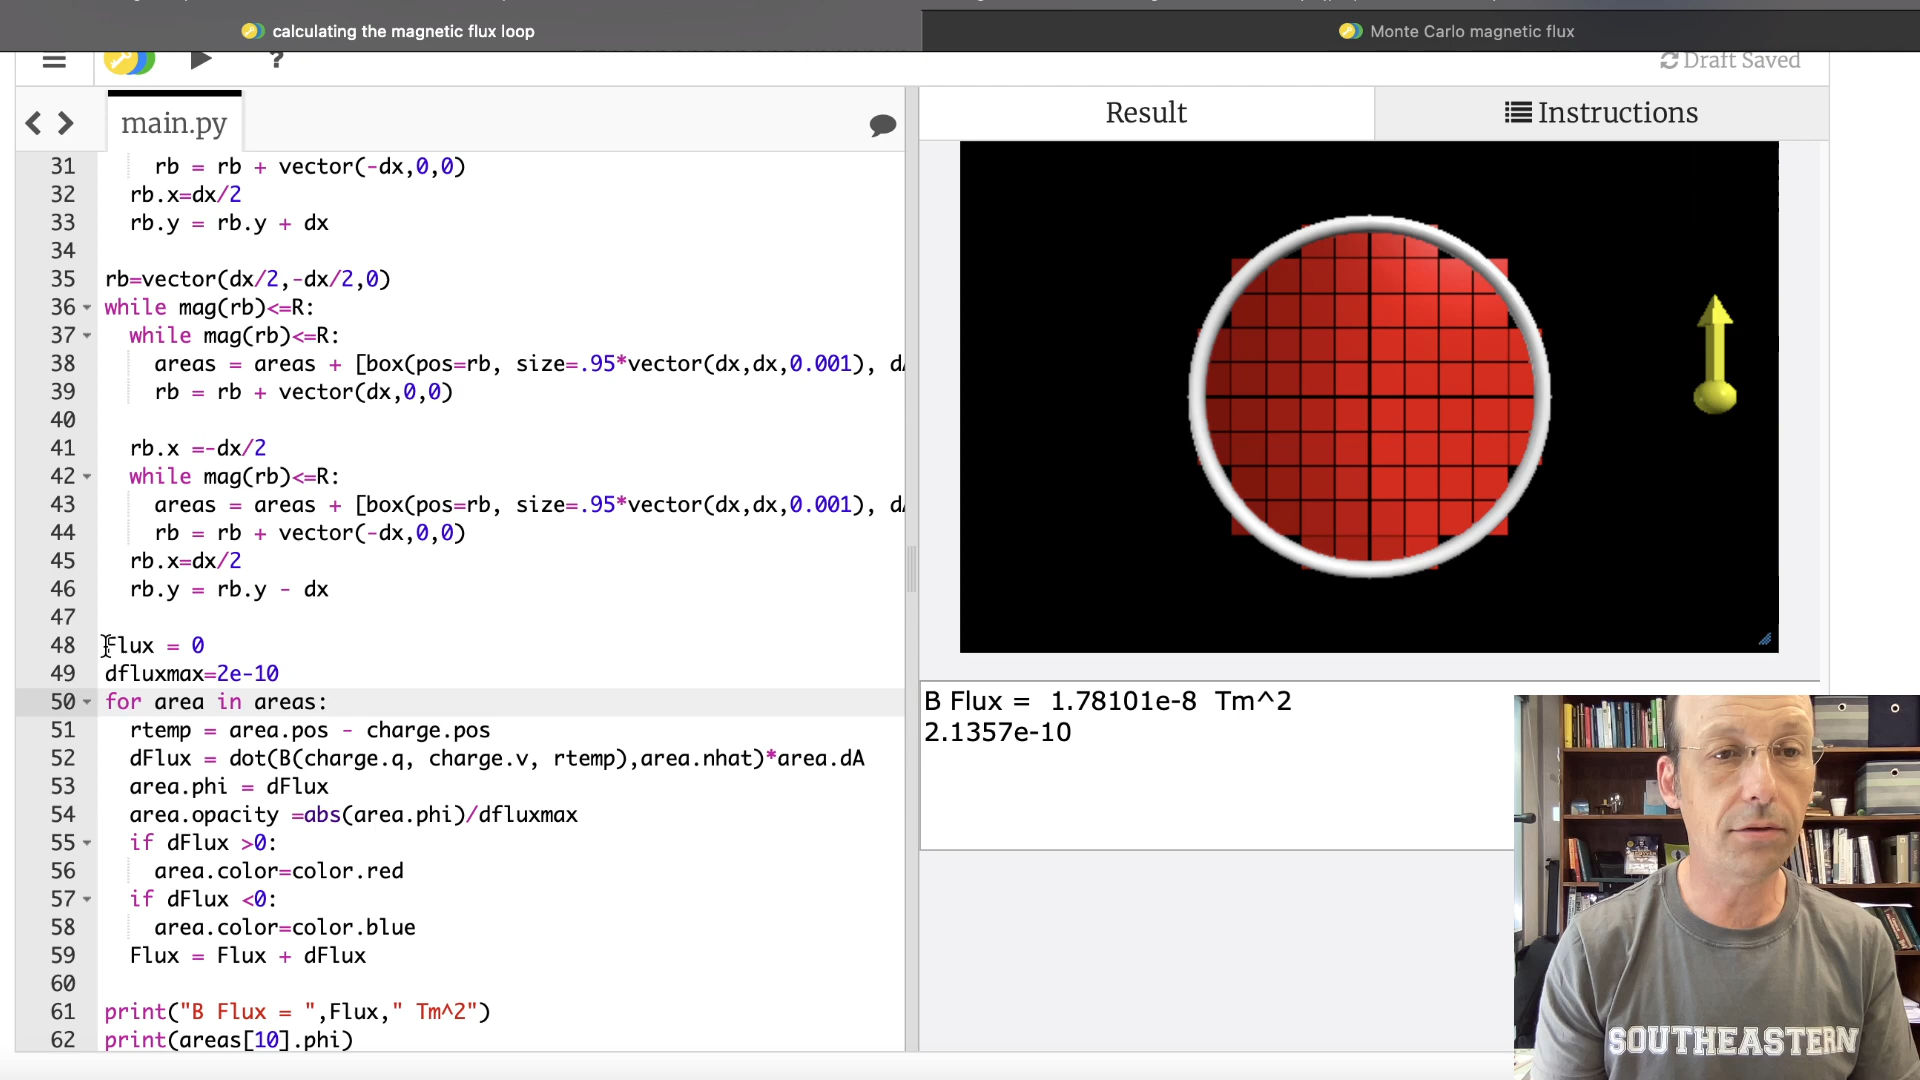 calculating the magnetic flux loop
Monte Carlo magnetic flux
?
Draft Saved
main.py
Result
Instructions
31 rb = rb + vector(-dx,0,0)
32 rb.x=dx/2
33 rb.y = rb.y + dx
34
35 rb=vector(dx/2,-dx/2,0)
36 while mag(rb)<=R:
37 while mag(rb)<=R:
38 areas = areas + [box(pos=rb, size=.95*vector(dx,dx,0.001), d
39 rb = rb + vector(dx,0,0)
40
41 rb.x =-dx/2
42 while mag(rb)<=R:
43 areas = areas + [box(pos=rb, size=.95*vector(dx,dx,0.001), d
44 rb = rb + vector(-dx,0,0)
45 rb.x=dx/2
46 rb.y = rb.y - dx
47
48 Flux = 0
49 dfluxmax=2e-10
50 for area in areas:
51 rtemp = area.pos - charge.pos
52 dFlux = dot(B(charge.q, charge.v, rtemp),area.nhat)*area.dA
53 area.phi = dFlux
54 area.opacity =abs(area.phi)/dfluxmax
55 if dFlux >0:
56 area.color=color.red
57 if dFlux <0:
58 area.color=color.blue
59 Flux = Flux + dFlux
60
61 print("B Flux = ",Flux," Tm^2")
62 print(areas[10].phi)
B Flux = 1.78101e-8 Tm^2
2.1357e-10
SOUTHEASTERN